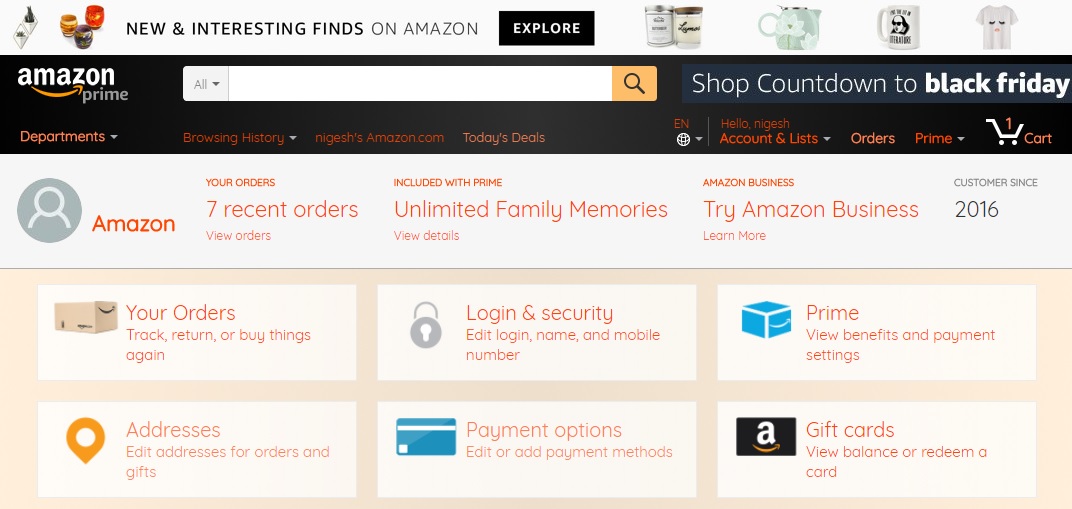 NEW & INTERESTING FINDS ON AMAZON
EXPLORE
amazon
prime
All
Shop Countdown to black friday
Departments
Browsing History
nigesh's Amazon.com
Today's Deals
EN
Hello, nigesh
Account & Lists
Orders
Prime
1
Cart
Amazon
YOUR ORDERS
7 recent orders
View orders
INCLUDED WITH PRIME
Unlimited Family Memories
View details
AMAZON BUSINESS
Try Amazon Business
Learn More
CUSTOMER SINCE
2016
Your Orders
Track, return, or buy things
again
Login & security
Edit login, name, and mobile
number
Prime
View benefits and payment
settings
Addresses
Edit addresses for orders and
gifts
Payment options
Edit or add payment methods
a
Gift cards
View balance or redeem a
card